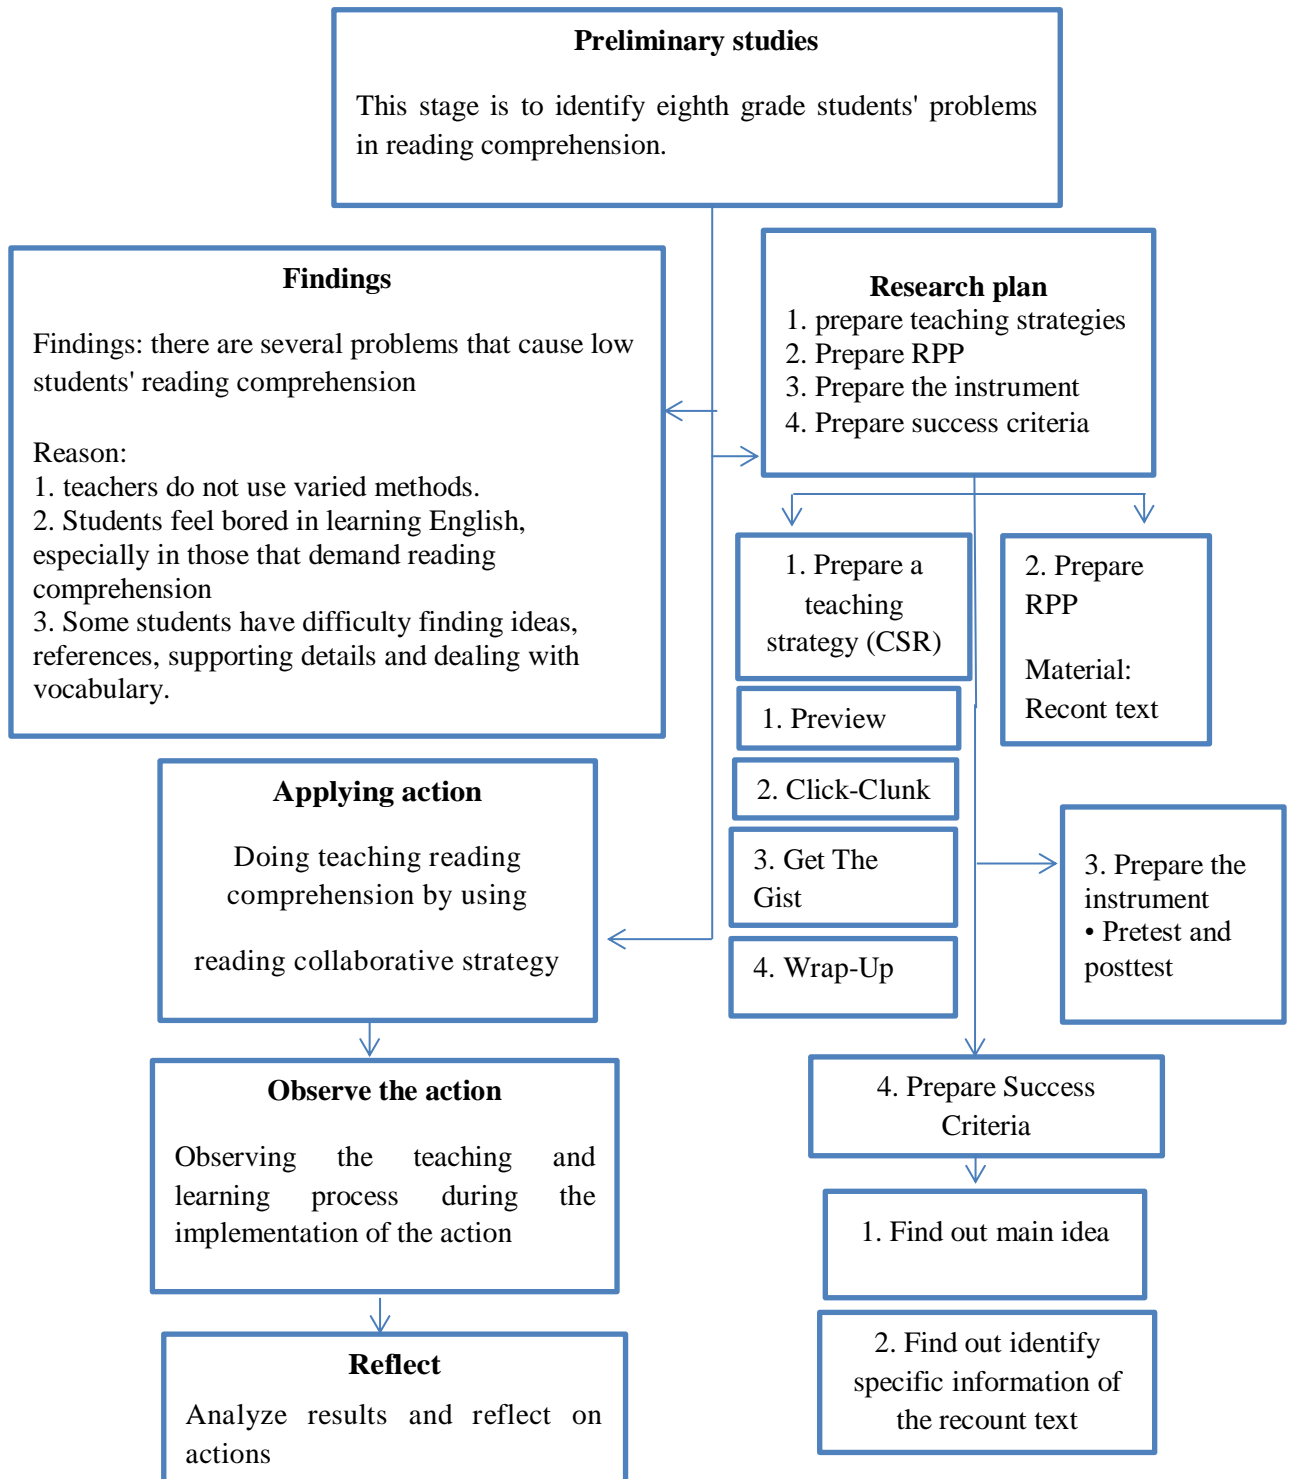 Preliminary studies
This stage is to identify eighth grade students' problems
in reading comprehension.
Findings
Findings: there are several problems that cause low
students' reading comprehension
Reason:
1. teachers do not use varied methods.
2. Students feel bored in learning English,
especially in those that demand reading
comprehension
3. Some students have difficulty finding ideas,
references, supporting details and dealing with
vocabulary.
Research plan
1. prepare teaching strategies
2. Prepare RPP
3. Prepare the instrument
4. Prepare success criteria
1. Prepare a
teaching
strategy (CSR)
2. Prepare
RPP
Material:
Recont text
1. Preview
2. Click-Clunk
3. Get The
Gist
4. Wrap-Up
3. Prepare the
instrument
• Pretest and
posttest
Applying action
Doing teaching reading
comprehension by using
reading collaborative strategy
4. Prepare Success
Criteria
Observe the action
Observing the teaching and
learning process during the
implementation of the action
1. Find out main idea
2. Find out identify
specific information of
the recount text
Reflect
Analyze results and reflect on
actions